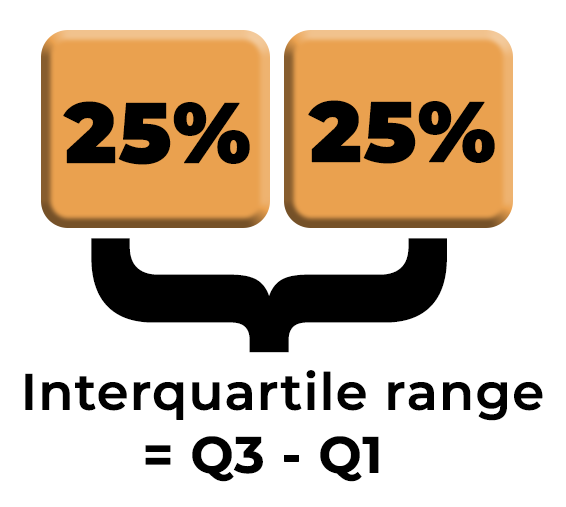 25% 25%
Interquartile range
= Q3 - Q1